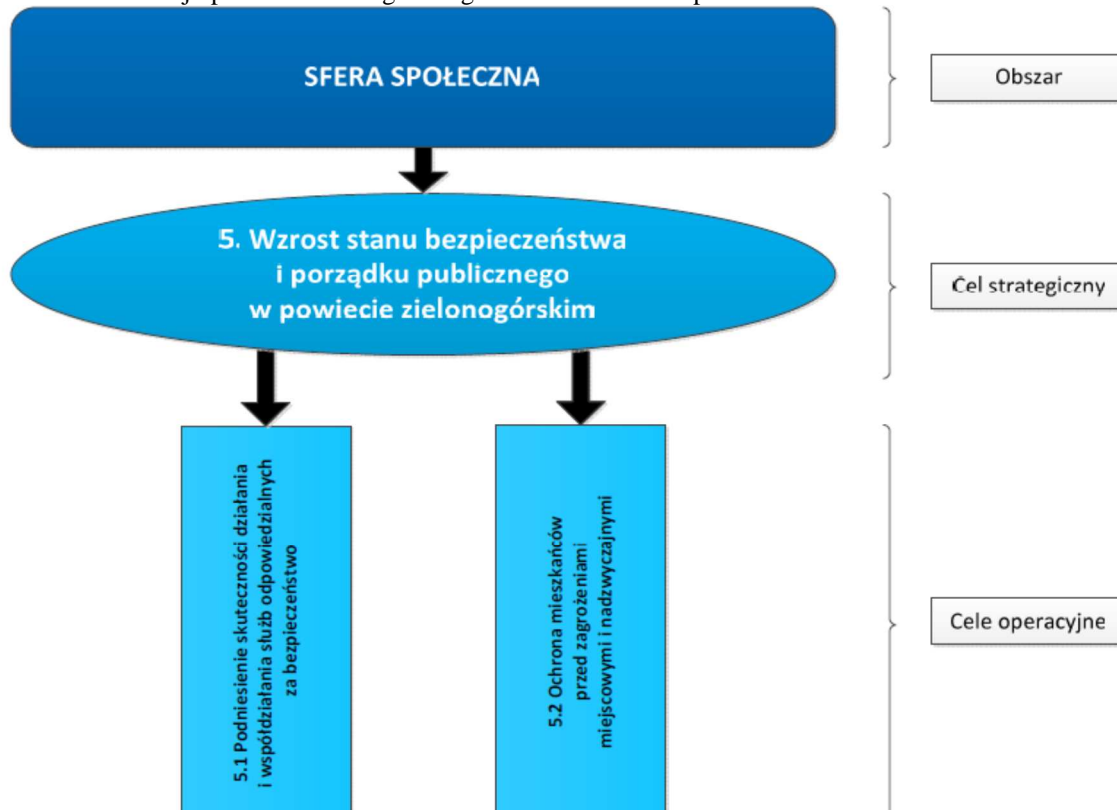 SFERA SPOŁECZNA
Obszar
5. Wzrost stanu bezpieczeństwa
i porządku publicznego
w powiecie zielonogórskim
Cel strategiczny
5.1 Podniesienie skuteczności działania
i współdziałania służb odpowiedzialnych
za bezpieczeństwo
5.2 Ochrona mieszkańców
przed zagrożeniami
miejscowymi i nadzwyczajnymi
Cele operacyjne